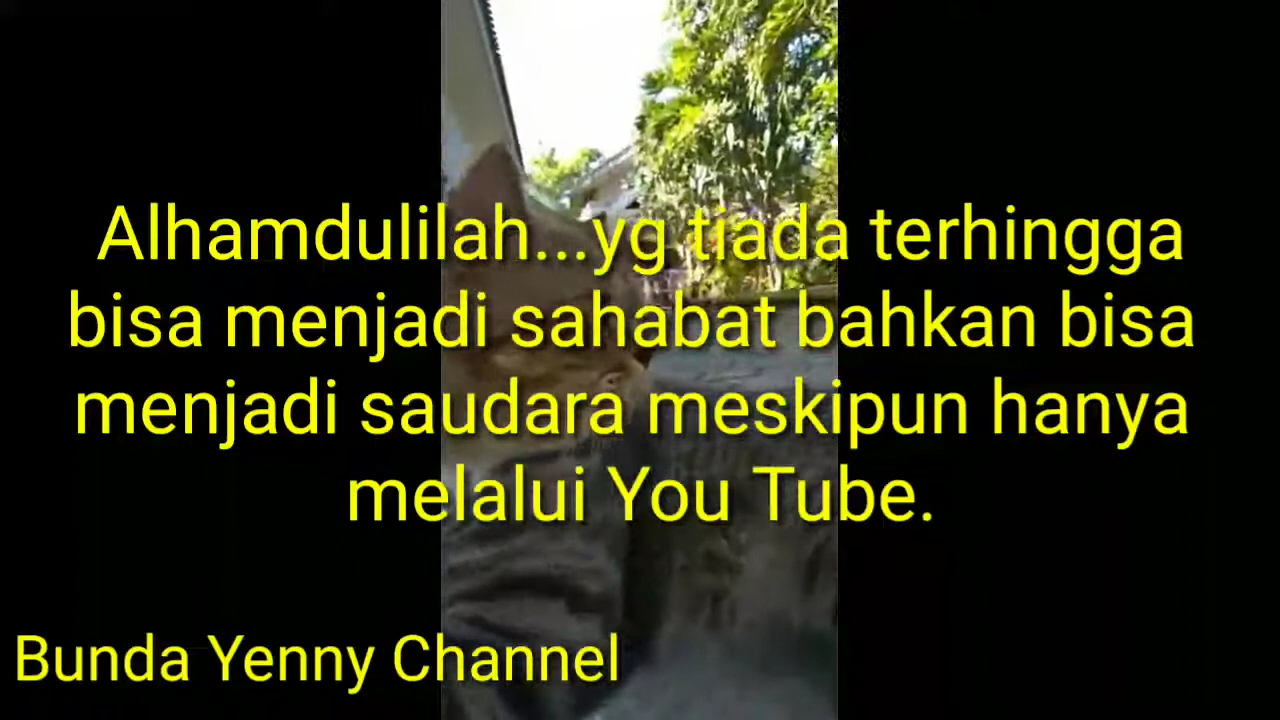 Alhamdulilah...yg tiada terhingga
bisa menjadi sahabat bahkan bisa
menjadi saudara meskipun hanya
melalui You Tube.
Bunda Yenny Channel